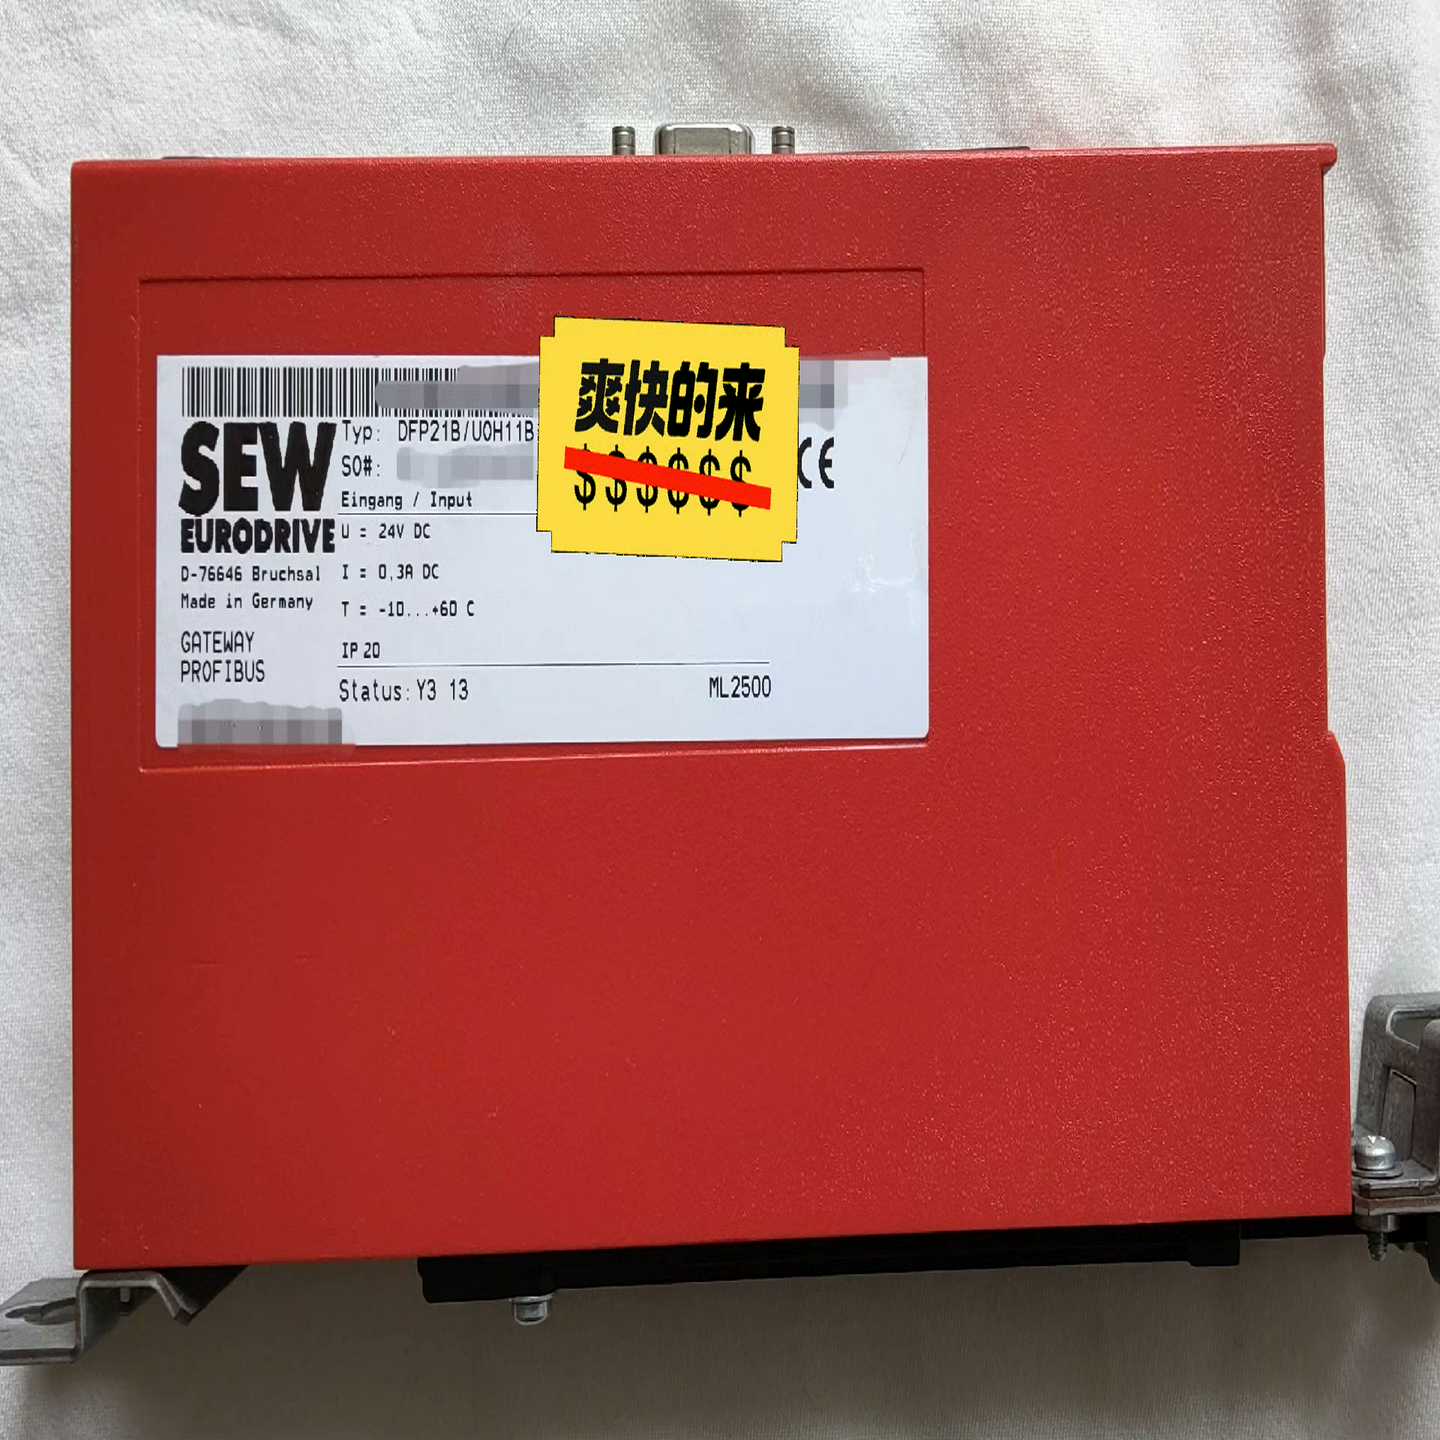 爽快的来
$$$$$$
SEW
EURODRIVE
D-76646 Bruchsal
Made in Germany
GATEWAY
PROFIBUS
Typ: DFP21B/UOH11B
SO#:
Eingang / Input
U = 24V DC
I = 0,3A DC
T = -10...+60 C
IP 20
Status: Y3 13
ML2500
CE